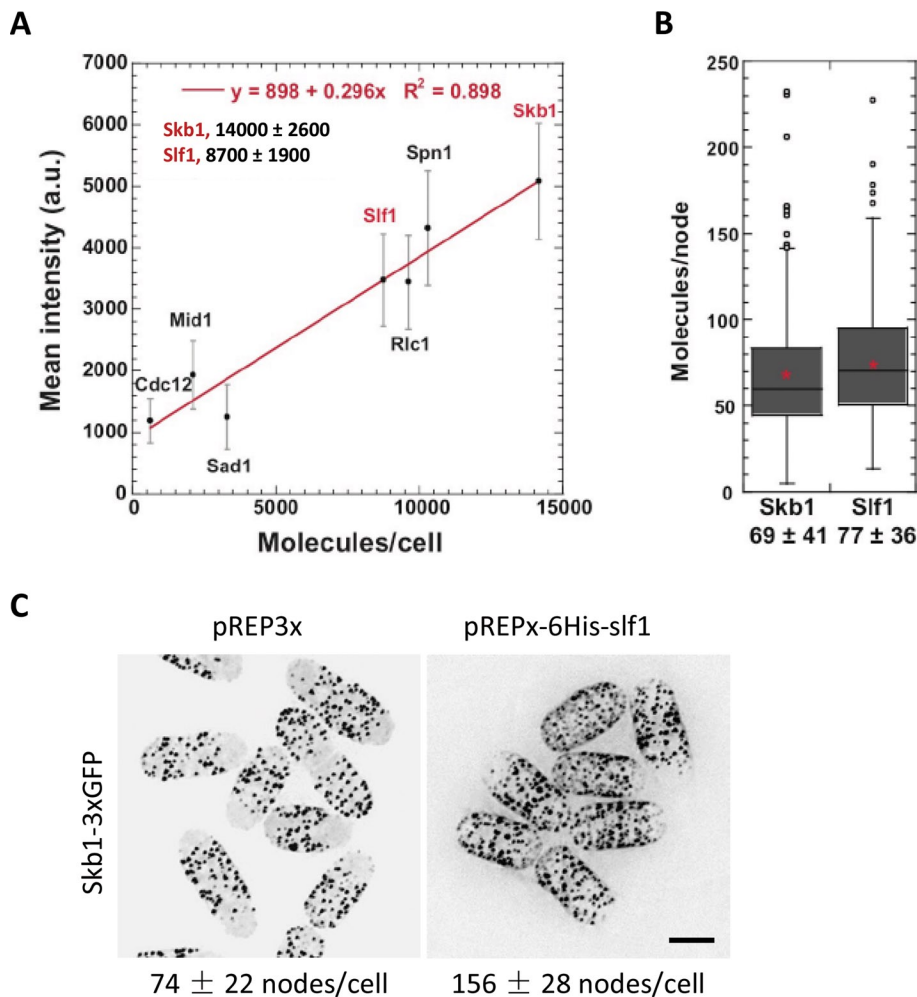 A
7000
6000
5000
4000
3000
2000
1000
0
Mean intensity (a.u.)
y = 898 + 0.296x R² = 0.898
Skb1, 14000 ± 2600
Slf1, 8700 ± 1900
Skb1
Spn1
Slf1
Rlc1
Mid1
Cdc12
Sad1
0 5000 10000 15000
Molecules/cell
B
250
200
150
100
50
0
Molecules/node
Skb1 Slf1
69 ± 41 77 ± 36
C
pREP3x pREPx-6His-slf1
Skb1-3xGFP
74 ± 22 nodes/cell 156 ± 28 nodes/cell